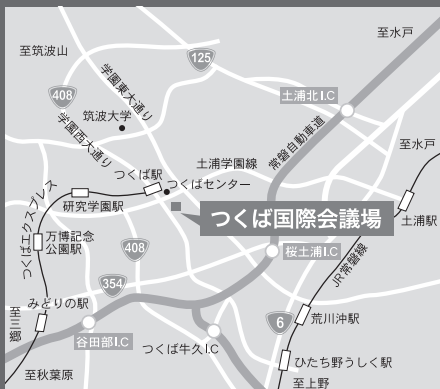 至水戸
至筑波山
125
学園東大通り
408
土浦北I.C
筑波大学
学園西大通り
常磐自動車道
至水戸
土浦学園線
つくば駅
つくばセンター
つくばエクスプレス
研究学園駅
つくば国際会議場
土浦駅
万博記念
公園駅
408
桜土浦I.C
JR常磐線
354
みどりの駅
6
荒川沖駅
至三郷
谷田部I.C
つくば牛久I.C
ひたち野うしく駅
至秋葉原
至上野